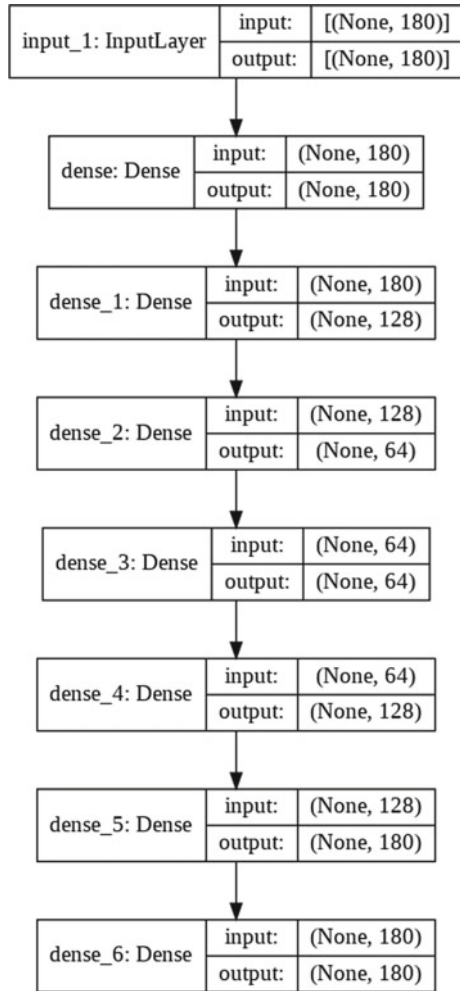 input_1: InputLayer
input: [(None, 180)]
output: [(None, 180)]
dense: Dense
input: (None, 180)
output: (None, 180)
dense_1: Dense
input: (None, 180)
output: (None, 128)
dense_2: Dense
input: (None, 128)
output: (None, 64)
dense_3: Dense
input: (None, 64)
output: (None, 64)
dense_4: Dense
input: (None, 64)
output: (None, 128)
dense_5: Dense
input: (None, 128)
output: (None, 180)
dense_6: Dense
input: (None, 180)
output: (None, 180)